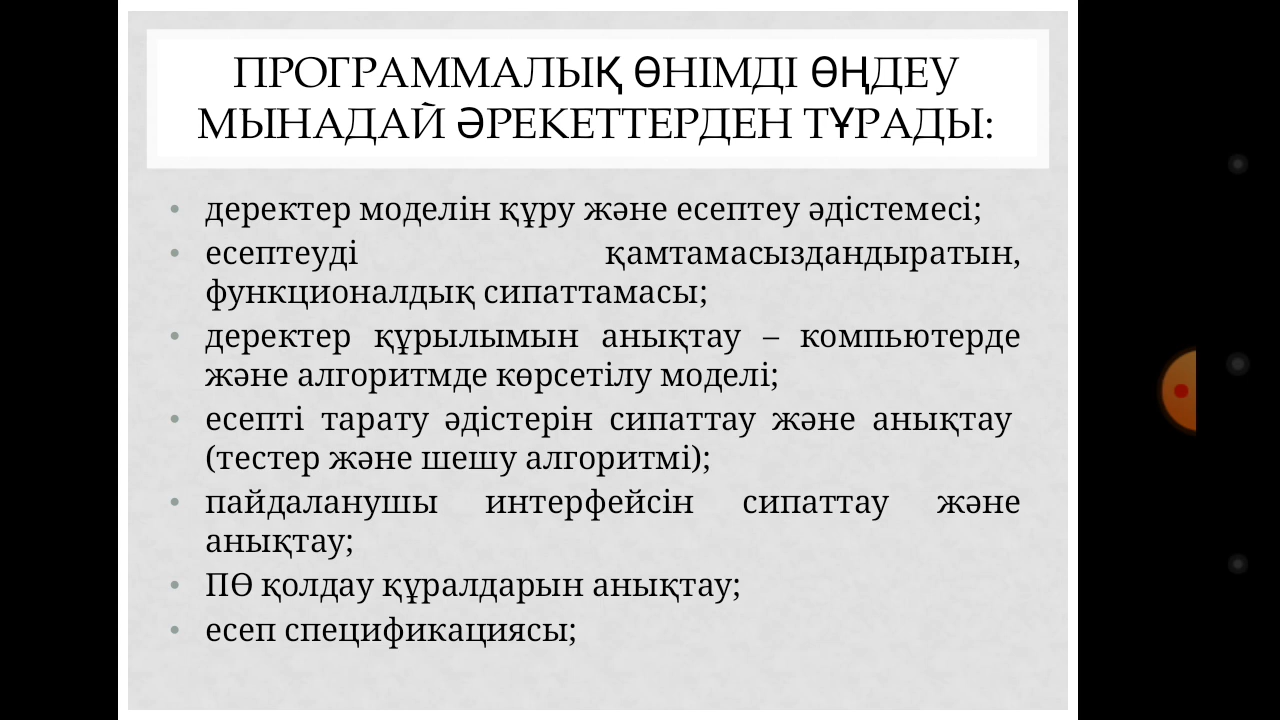 ПРОГРАММАЛЫҚ ӨНІМДІ ӨҢДЕУ
МЫНАДАЙ ӘРЕКЕТТЕРДЕН ТҰРАДЫ:
• деректер моделін құру және есептеу әдістемесі;
• есептеуді қамтамасыздандыратын,
функционалдық сипаттамасы;
• деректер құрылымын анықтау – компьютерде
және алгоритмде көрсетілу моделі;
• есепті тарату әдістерін сипаттау және анықтау
(тестер және шешу алгоритмі);
• пайдаланушы интерфейсін сипаттау және
анықтау;
• ПӨ қолдау құралдарын анықтау;
• есеп спецификациясы;